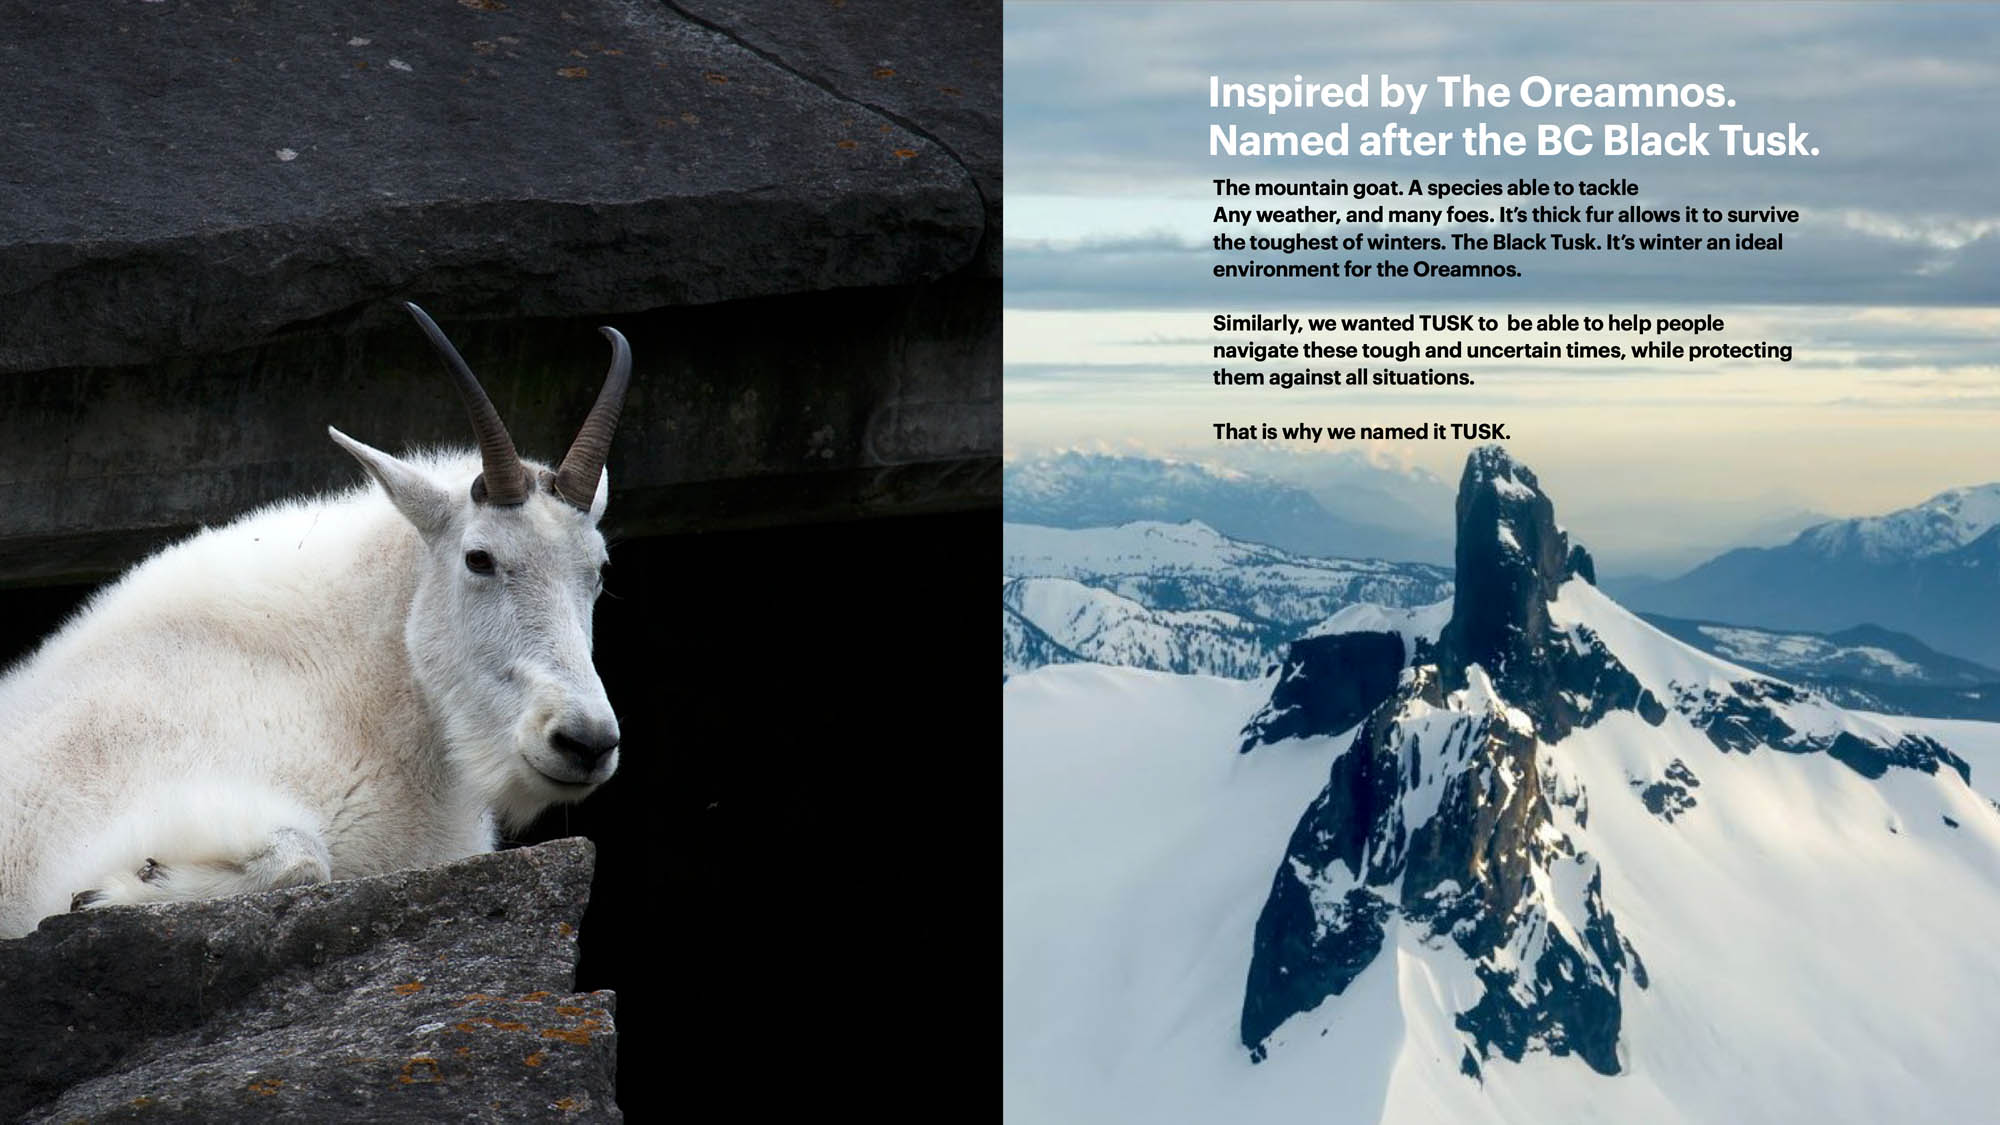 Inspired by The Oreamnos.
Named after the BC Black Tusk.
The mountain goat. A species able to tackle
Any weather, and many foes. It’s thick fur allows it to survive
the toughest of winters. The Black Tusk. It’s winter an ideal
environment for the Oreamnos.
Similarly, we wanted TUSK to  be able to help people
navigate these tough and uncertain times, while protecting
them against all situations.
That is why we named it TUSK.